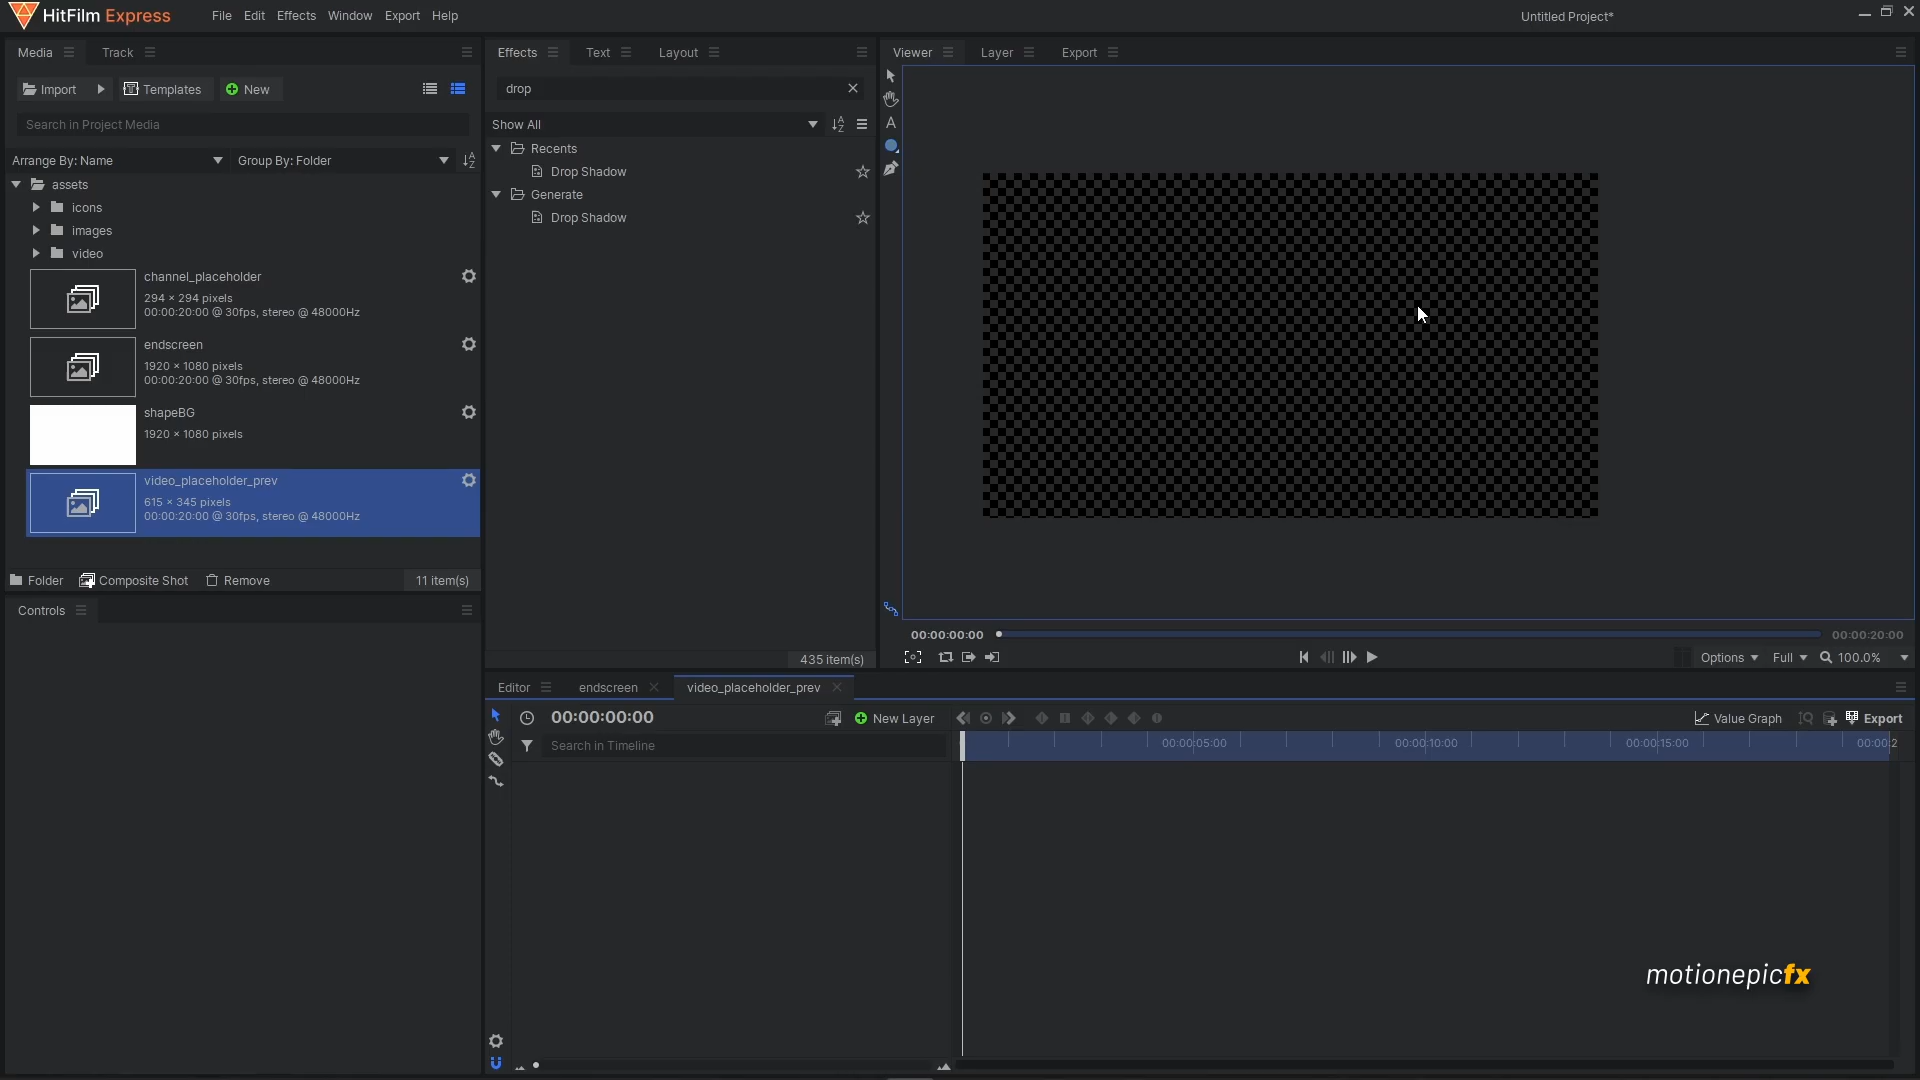 HitFilm Express
File Edit Effects Window Export Help
Untitled Project*
Media
Track
Import
Templates
New
Search in Project Media
Arrange By: Name
Group By: Folder
assets
icons
images
video
channel_placeholder
294 × 294 pixels
00:00:20:00 @ 30fps, stereo @ 48000Hz
endscreen
1920 × 1080 pixels
00:00:20:00 @ 30fps, stereo @ 48000Hz
shapeBG
1920 × 1080 pixels
video_placeholder_prev
615 × 345 pixels
00:00:20:00 @ 30fps, stereo @ 48000Hz
Folder
Composite Shot
Remove
11 item(s)
Controls
Effects
Text
Layout
drop
Show All
Recents
Drop Shadow
Generate
Drop Shadow
435 item(s)
Viewer
Layer
Export
A
00:00:00:00
00:00:20:00
Options
Full
100.0%
Editor
endscreen
video_placeholder_prev
00:00:00:00
New Layer
Value Graph
Export
Search in Timeline
00:00:05:00
00:00:10:00
00:00:15:00
00:00:2
motionepicfx